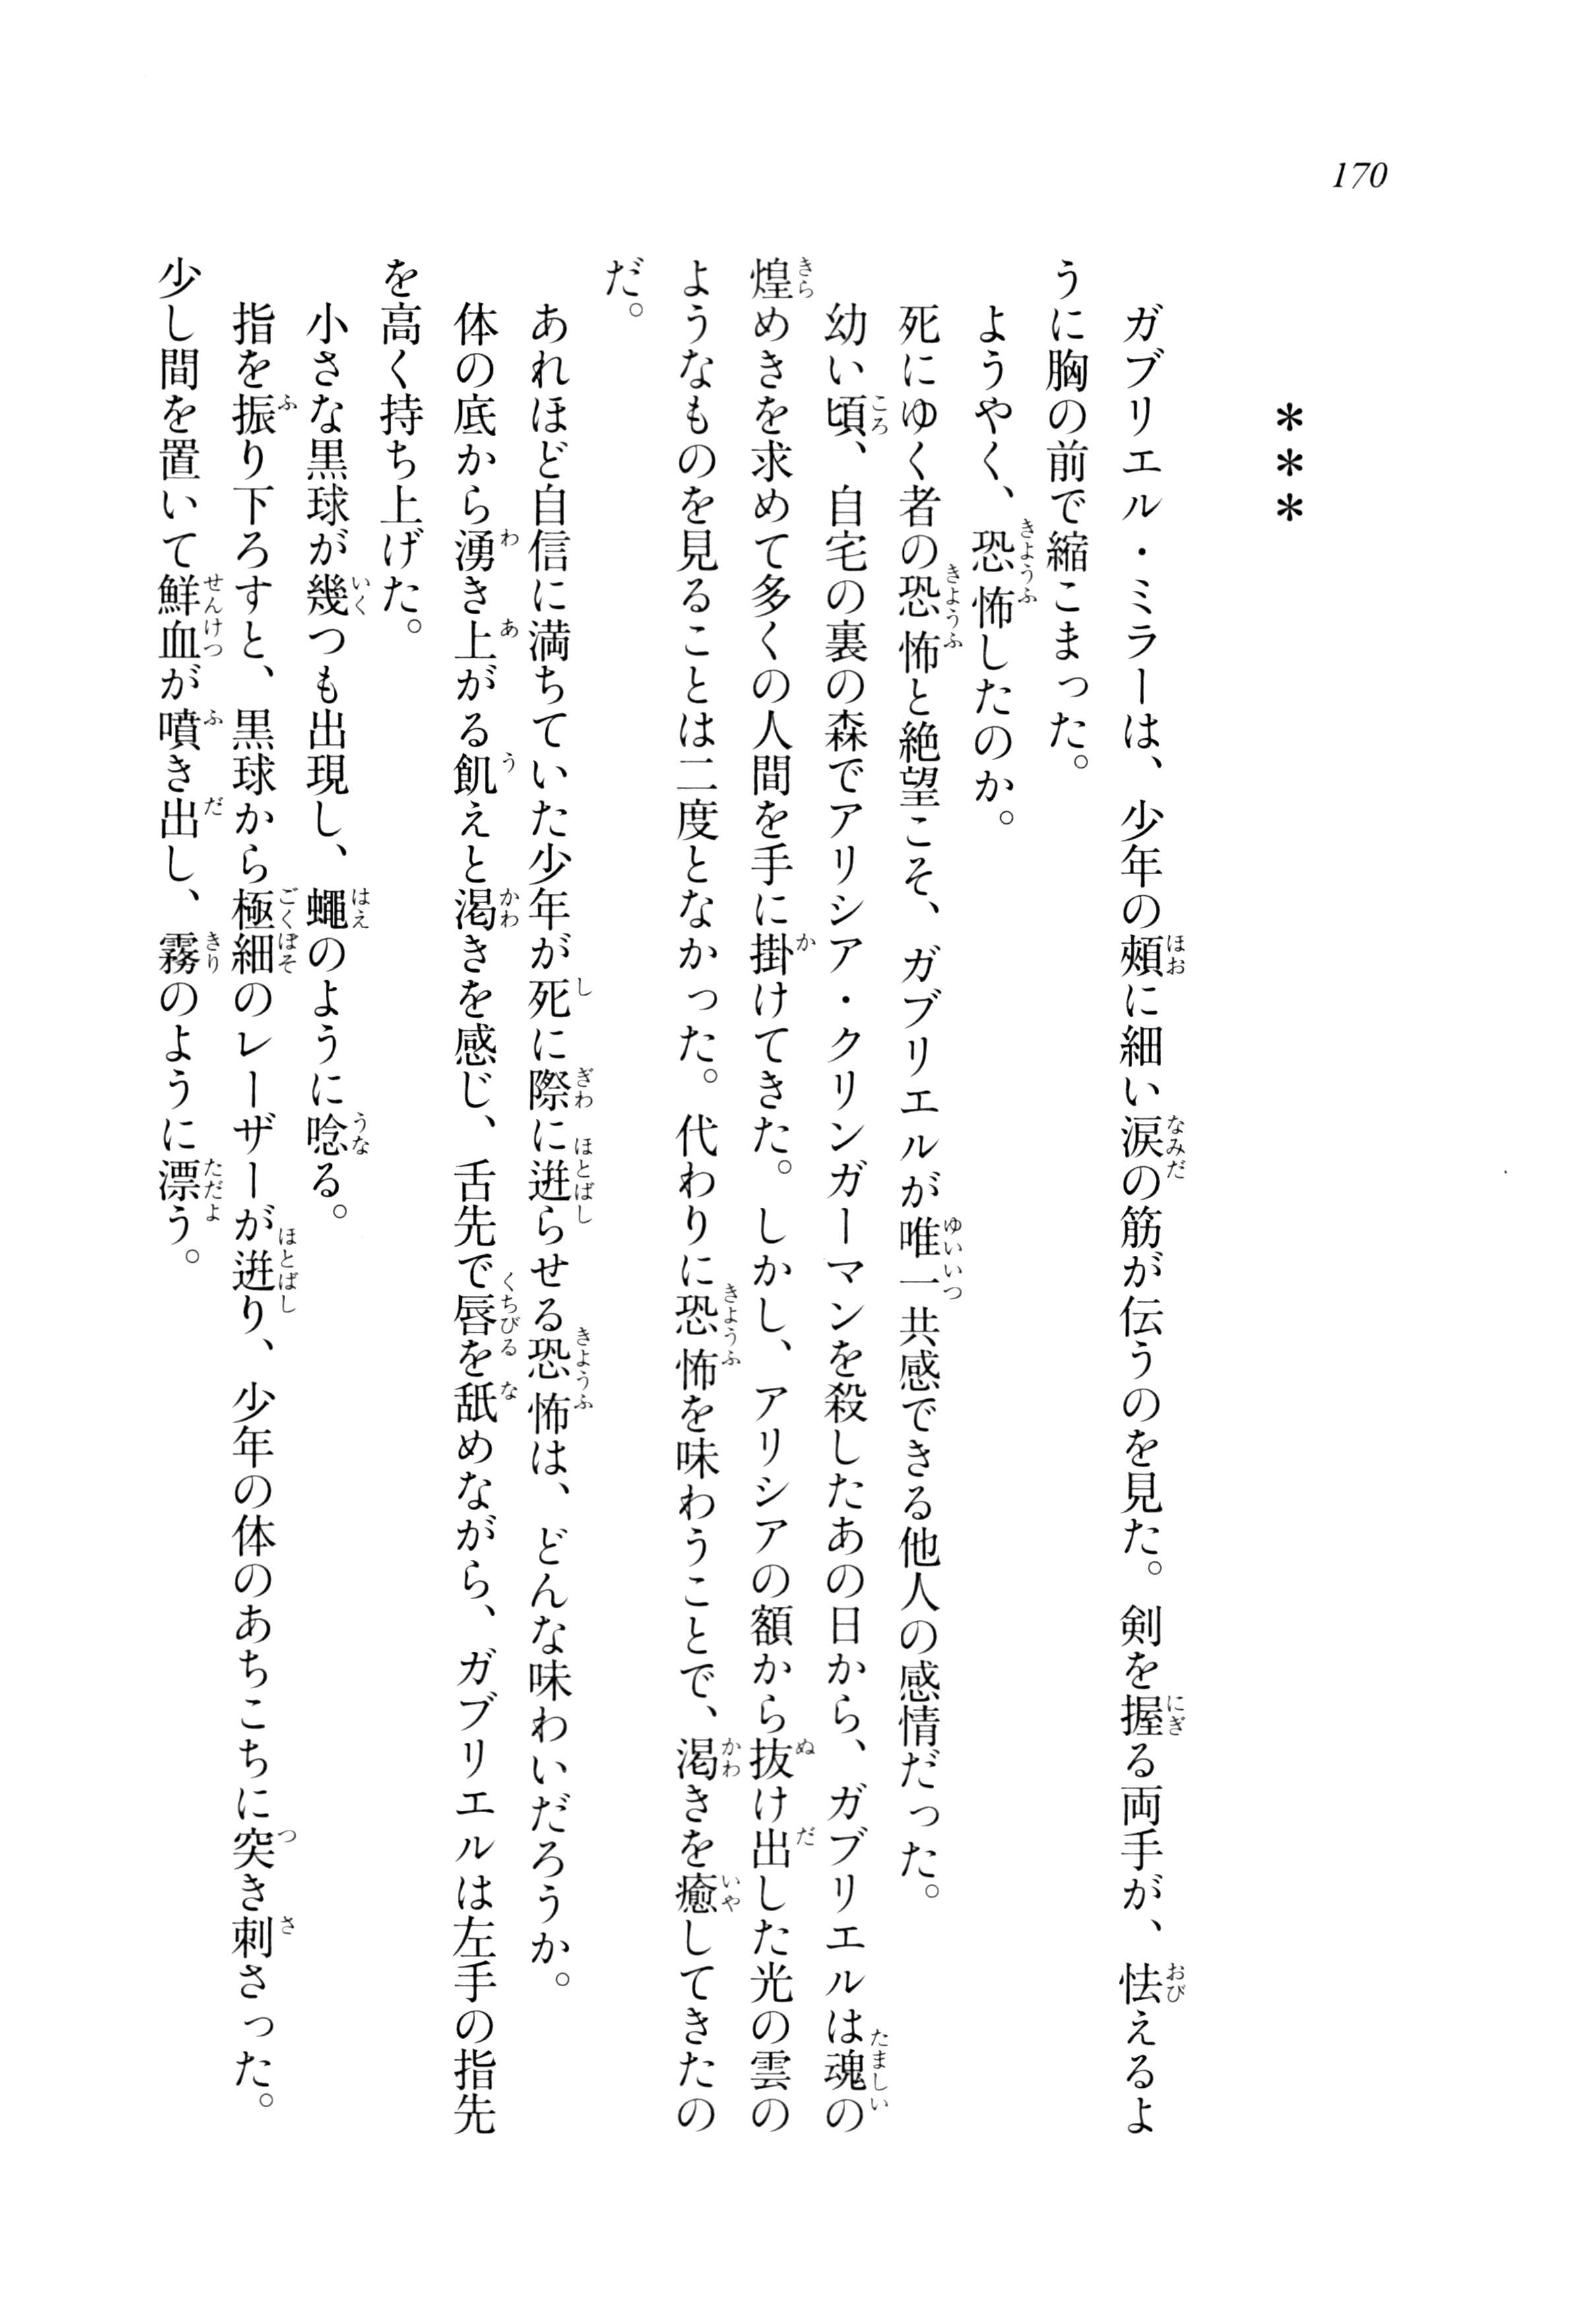 170
＊＊＊
ガブリエル・ミラーは、少年の頰に細い涙の筋が伝うのを見た。剣を握る両手が、怯えるよ
うに胸の前で縮こまった。
ようやく、恐怖したのか。
死にゆく者の恐怖と絶望こそ、ガブリエルが唯一共感できる他人の感情だった。
幼い頃、自宅の裏の森でアリシア・クリンガーマンを殺したあの日から、ガブリエルは魂の
煌めきを求めて多くの人間を手に掛けてきた。しかし、アリシアの額から抜け出した光の雲の
ようなものを見ることは二度となかった。代わりに恐怖を味わうことで、渇きを癒してきたの
だ。
あれほど自信に満ちていた少年が死に際に迸らせる恐怖は、どんな味わいだろうか。
体の底から湧き上がる飢えと渇きを感じ、舌先で唇を舐めながら、ガブリエルは左手の指先
を高く持ち上げた。
小さな黒球が幾つも出現し、蠅のように唸る。
指を振り下ろすと、黒球から極細のレーザーが迸り、少年の体のあちこちに突き刺さった。
少し間を置いて鮮血が噴き出し、霧のように漂う。